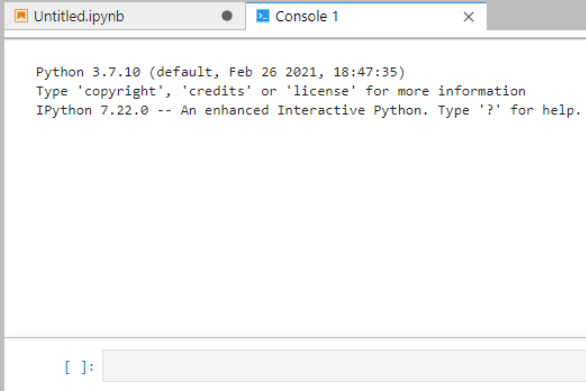 Untitled.ipynb
Console 1
Python 3.7.10 (default, Feb 26 2021, 18:47:35)
Type 'copyright', 'credits' or 'license' for more information
IPython 7.22.0 -- An enhanced Interactive Python. Type '?' for help.
[ ]: